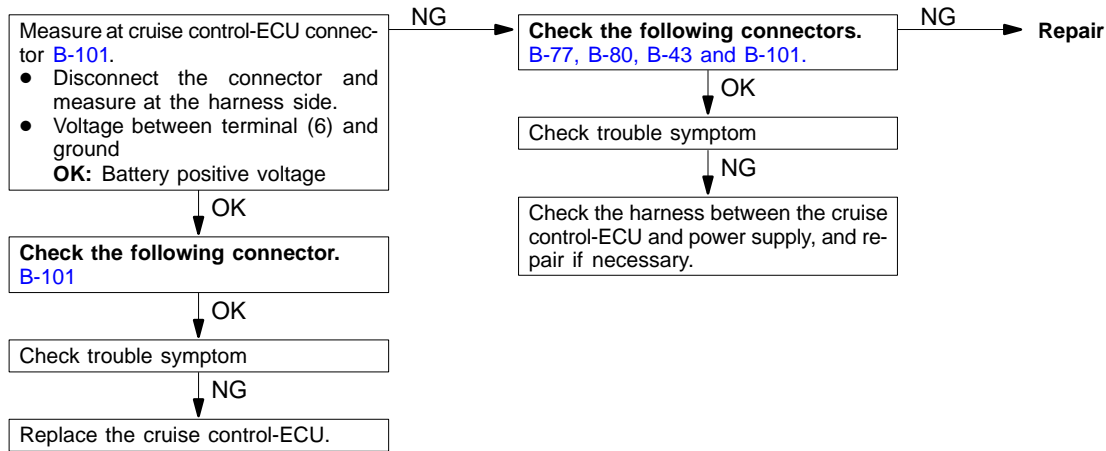 Measure at cruise control-ECU connec-
tor B-101.
● Disconnect the connector and
measure at the harness side.
● Voltage between terminal (6) and
ground
OK: Battery positive voltage
OK
Check the following connector.
B-101
OK
Check trouble symptom
NG
Replace the cruise control-ECU.
NG
Check the following connectors.
B-77, B-80, B-43 and B-101.
NG
Repair
OK
Check trouble symptom
NG
Check the harness between the cruise
control-ECU and power supply, and re-
pair if necessary.